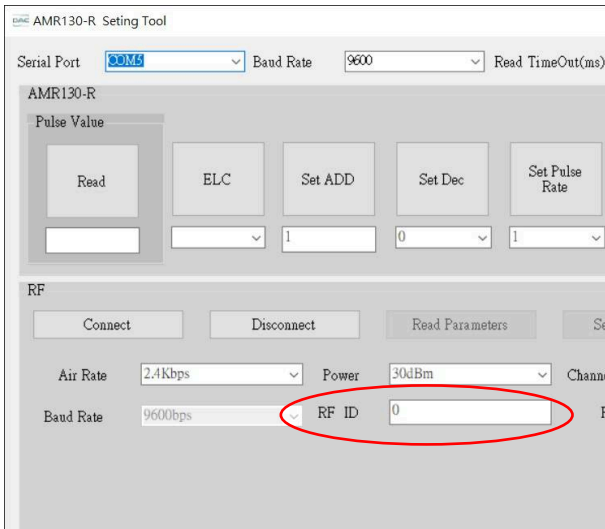 AMR130-R Seting Tool
Serial Port COM5 Baud Rate 9600 Read TimeOut(ms)
AMR130-R
Pulse Value
Read ELC Set ADD Set Dec Set Pulse Rate
1 0 1
RF
Connect Disconnect Read Parameters Se
Air Rate 2.4Kbps Power 30dBm Channe
Baud Rate 9600bps RF ID 0